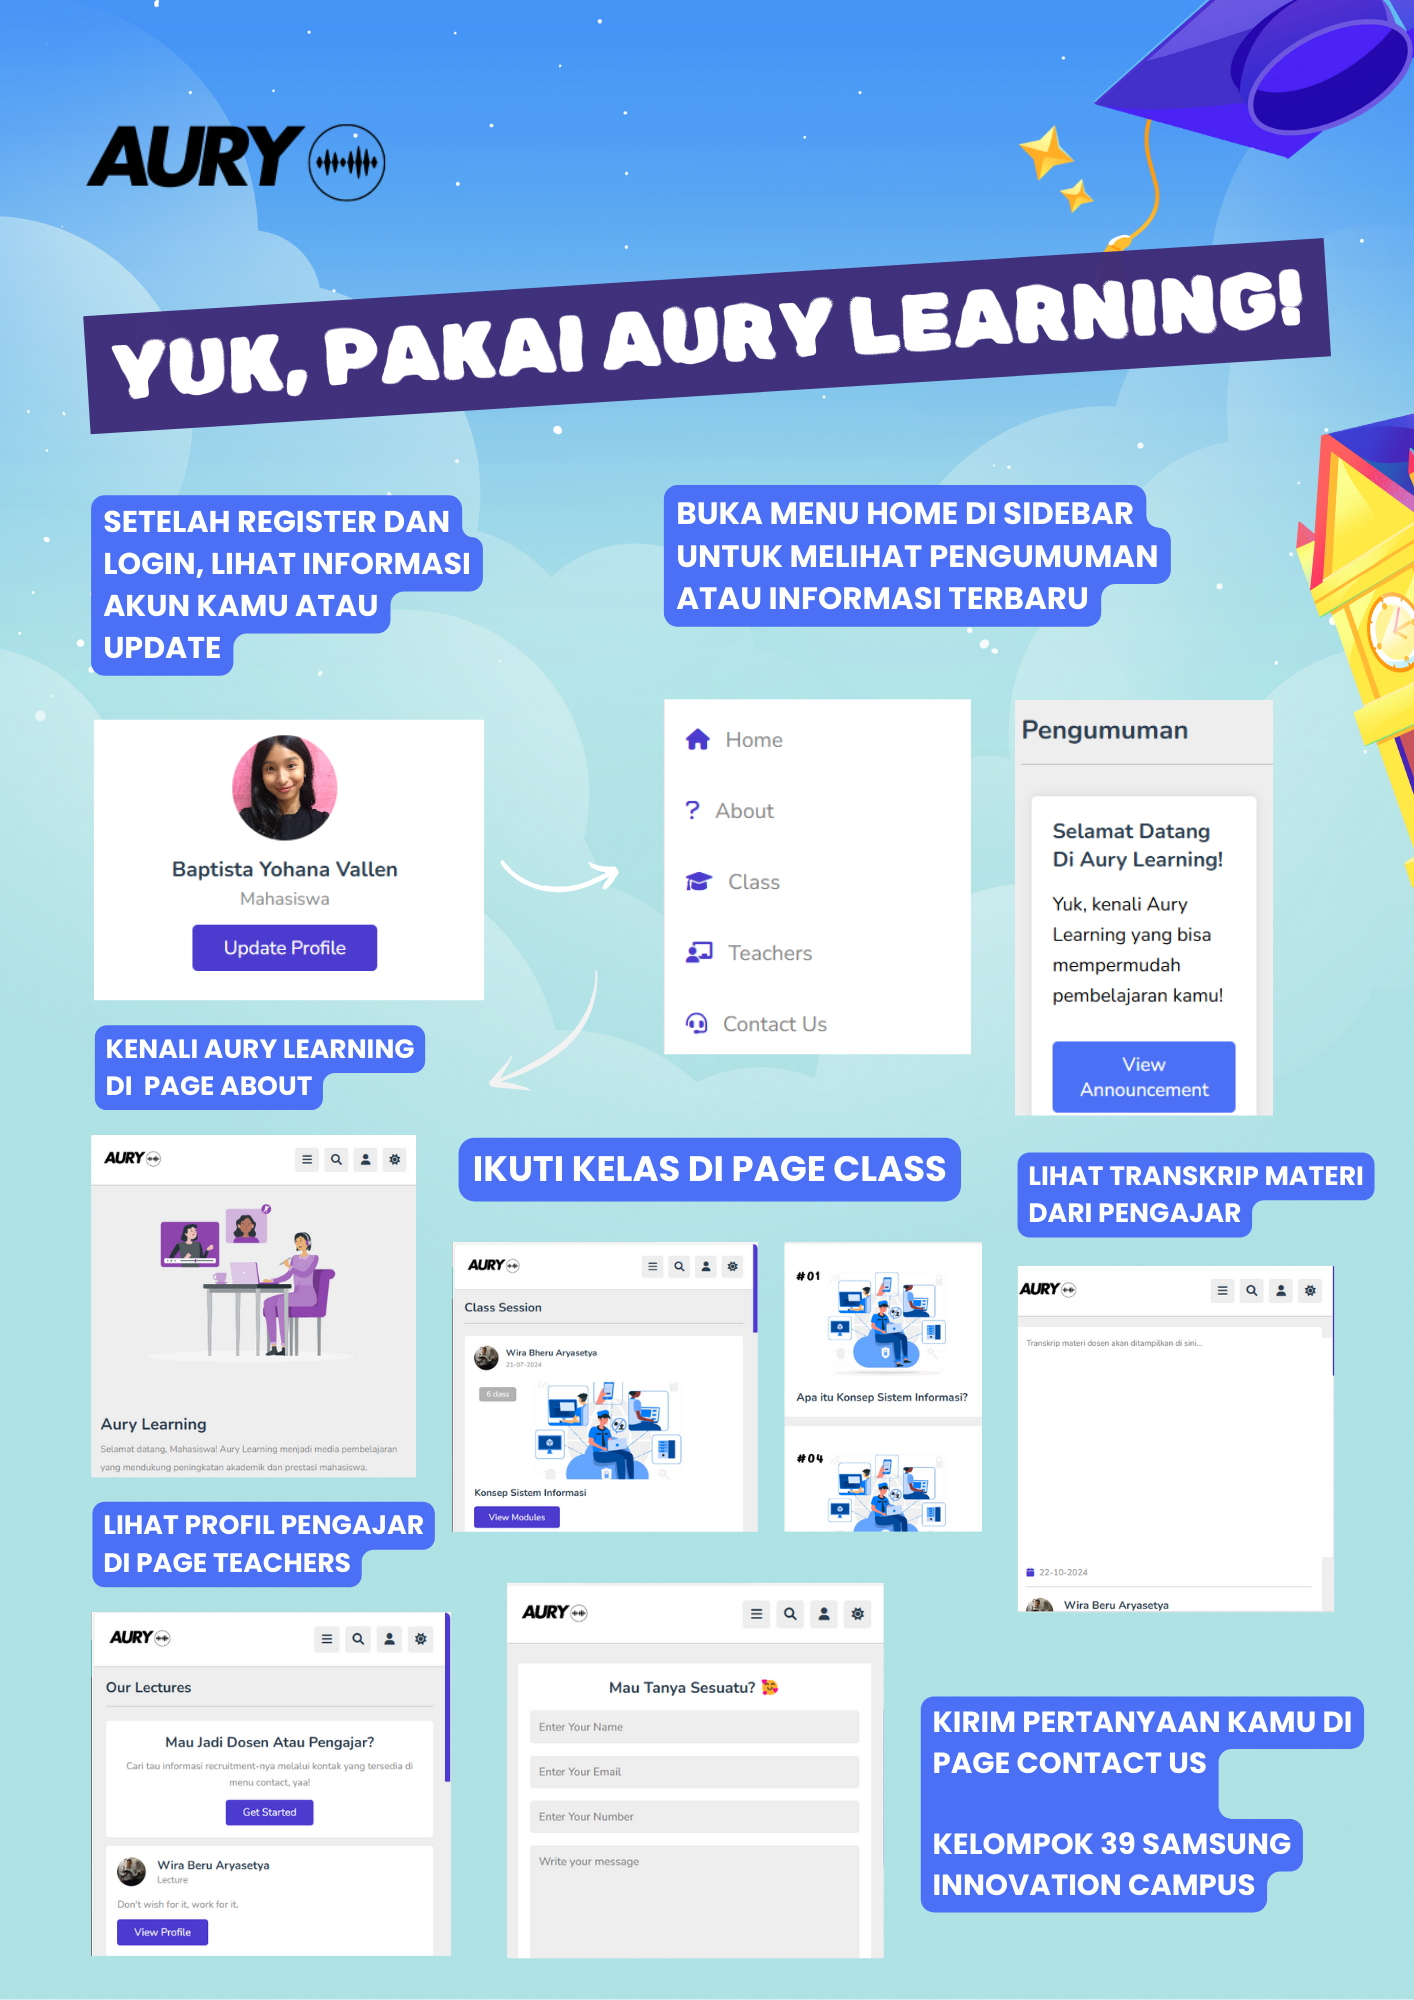 AURY
YUK, PAKAI AURY LEARNING!
SETELAH REGISTER DAN
LOGIN, LIHAT INFORMASI
AKUN KAMU ATAU
UPDATE
Baptista Yohana Vallen
Mahasiswa
Update Profile
BUKA MENU HOME DI SIDEBAR
UNTUK MELIHAT PENGUMUMAN
ATAU INFORMASI TERBARU
Home
? About
Class
Teachers
Contact Us
Pengumuman
Selamat Datang
Di Aury Learning!
Yuk, kenali Aury
Learning yang bisa
mempermudah
pembelajaran kamu!
View
Announcement
KENALI AURY LEARNING
DI PAGE ABOUT
AURY
Aury Learning
Selamat datang, Mahasiswa! Aury Learning menjadi media pembelajaran
yang mendukung peningkatan akademik dan prestasi mahasiswa.
IKUTI KELAS DI PAGE CLASS
AURY
Class Session
Wira Bheru Aryasetya
21-07-2024
6 class
Konsep Sistem Informasi
View Modules
#01
Apa itu Konsep Sistem Informasi?
#04
LIHAT TRANSKRIP MATERI
DARI PENGAJAR
AURY
Transkrip materi dosen akan ditampilkan di sini...
22-10-2024
Wira Beru Aryasetya
LIHAT PROFIL PENGAJAR
DI PAGE TEACHERS
AURY
Our Lectures
Mau Jadi Dosen Atau Pengajar?
Cari tau informasi recruitment-nya melalui kontak yang tersedia di
menu contact, yaa!
Get Started
Wira Beru Aryasetya
Lecture
Don't wish for it, work for it.
View Profile
AURY
Mau Tanya Sesuatu? 🥰
Enter Your Name
Enter Your Email
Enter Your Number
Write your message
KIRIM PERTANYAAN KAMU DI
PAGE CONTACT US
KELOMPOK 39 SAMSUNG
INNOVATION CAMPUS